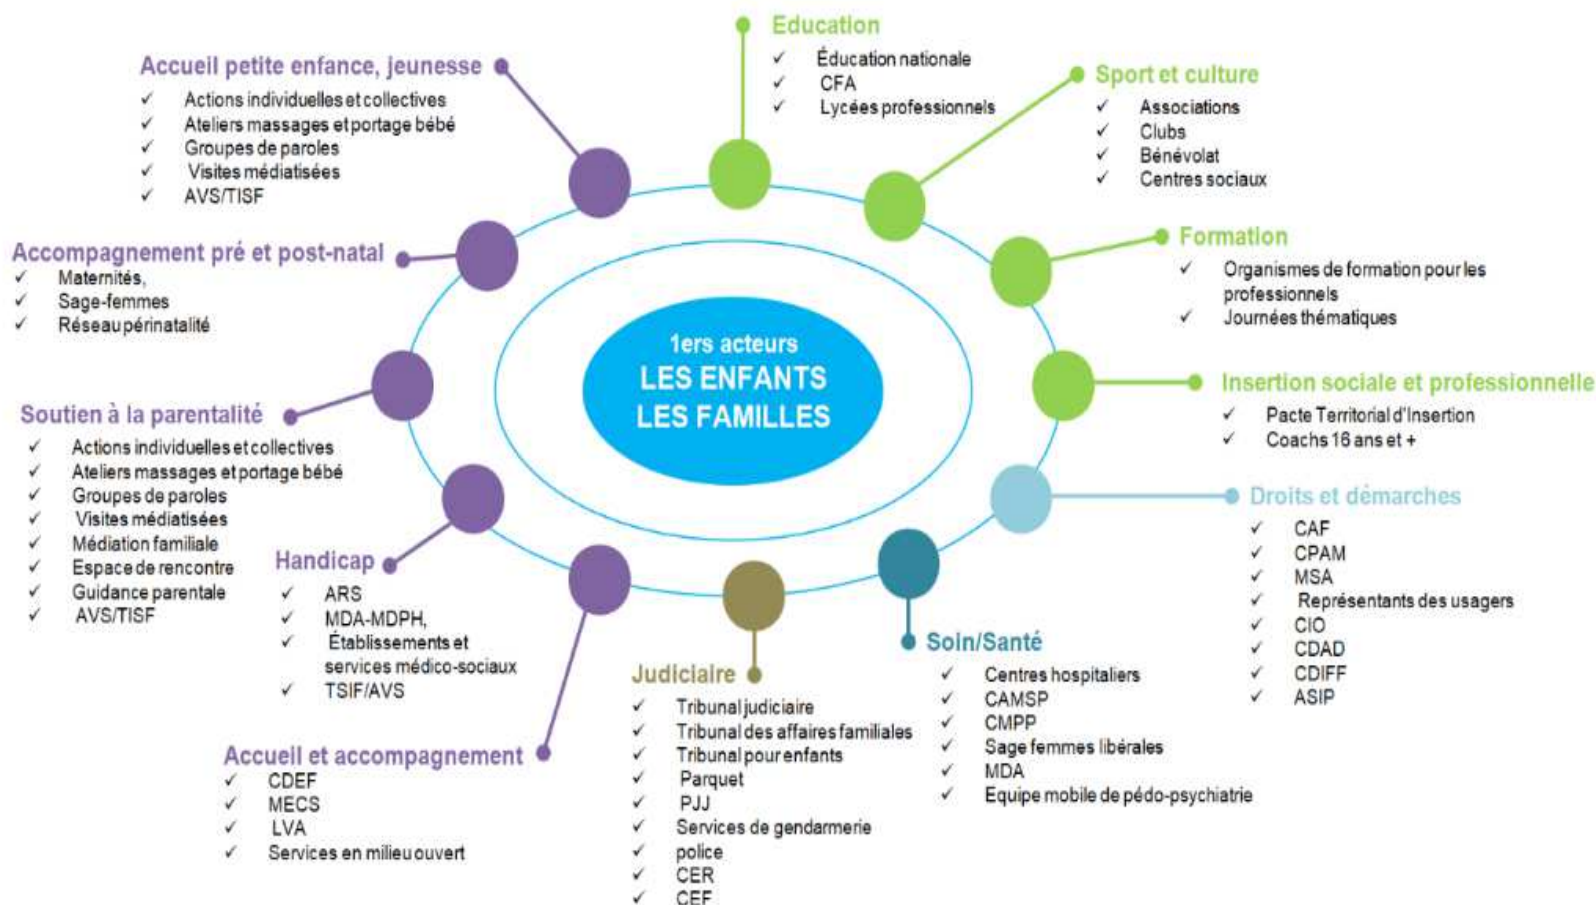 Education
✓ Éducation nationale
✓ CFA
✓ Lycées professionnels
Sport et culture
✓ Associations
✓ Clubs
✓ Bénévolat
✓ Centres sociaux
Formation
✓ Organismes de formation pour les
professionnels
✓ Journées thématiques
Insertion sociale et professionnelle
✓ Pacte Territorial d'Insertion
✓ Coachs 16 ans et +
Droits et démarches
✓ CAF
✓ CPAM
✓ MSA
✓ Représentants des usagers
✓ CIO
✓ CDAD
✓ CDIFF
✓ ASIP
Soin/Santé
✓ Centres hospitaliers
✓ CAMSP
✓ CMPP
✓ Sage femmes libérales
✓ MDA
✓ Equipe mobile de pédo-psychiatrie
Judiciaire
✓ Tribunal judiciaire
✓ Tribunal des affaires familiales
✓ Tribunal pour enfants
✓ Parquet
✓ PJJ
✓ Services de gendarmerie
✓ police
✓ CER
✓ CEF
Accueil et accompagnement
✓ CDEF
✓ MECS
✓ LVA
✓ Services en milieu ouvert
Handicap
✓ ARS
✓ MDA-MDPH,
✓ Établissements et
services médico-sociaux
✓ TSIF/AVS
Soutien à la parentalité
✓ Actions individuelles et collectives
✓ Ateliers massages et portage bébé
✓ Groupes de paroles
✓ Visites médiatisées
✓ Médiation familiale
✓ Espace de rencontre
✓ Guidance parentale
✓ AVS/TISF
Accompagnement pré et post-natal
✓ Maternités,
✓ Sage-femmes
✓ Réseau périnatalité
Accueil petite enfance, jeunesse
✓ Actions individuelles et collectives
✓ Ateliers massages et portage bébé
✓ Groupes de paroles
✓ Visites médiatisées
✓ AVS/TISF
1ers acteurs
LES ENFANTS
LES FAMILLES